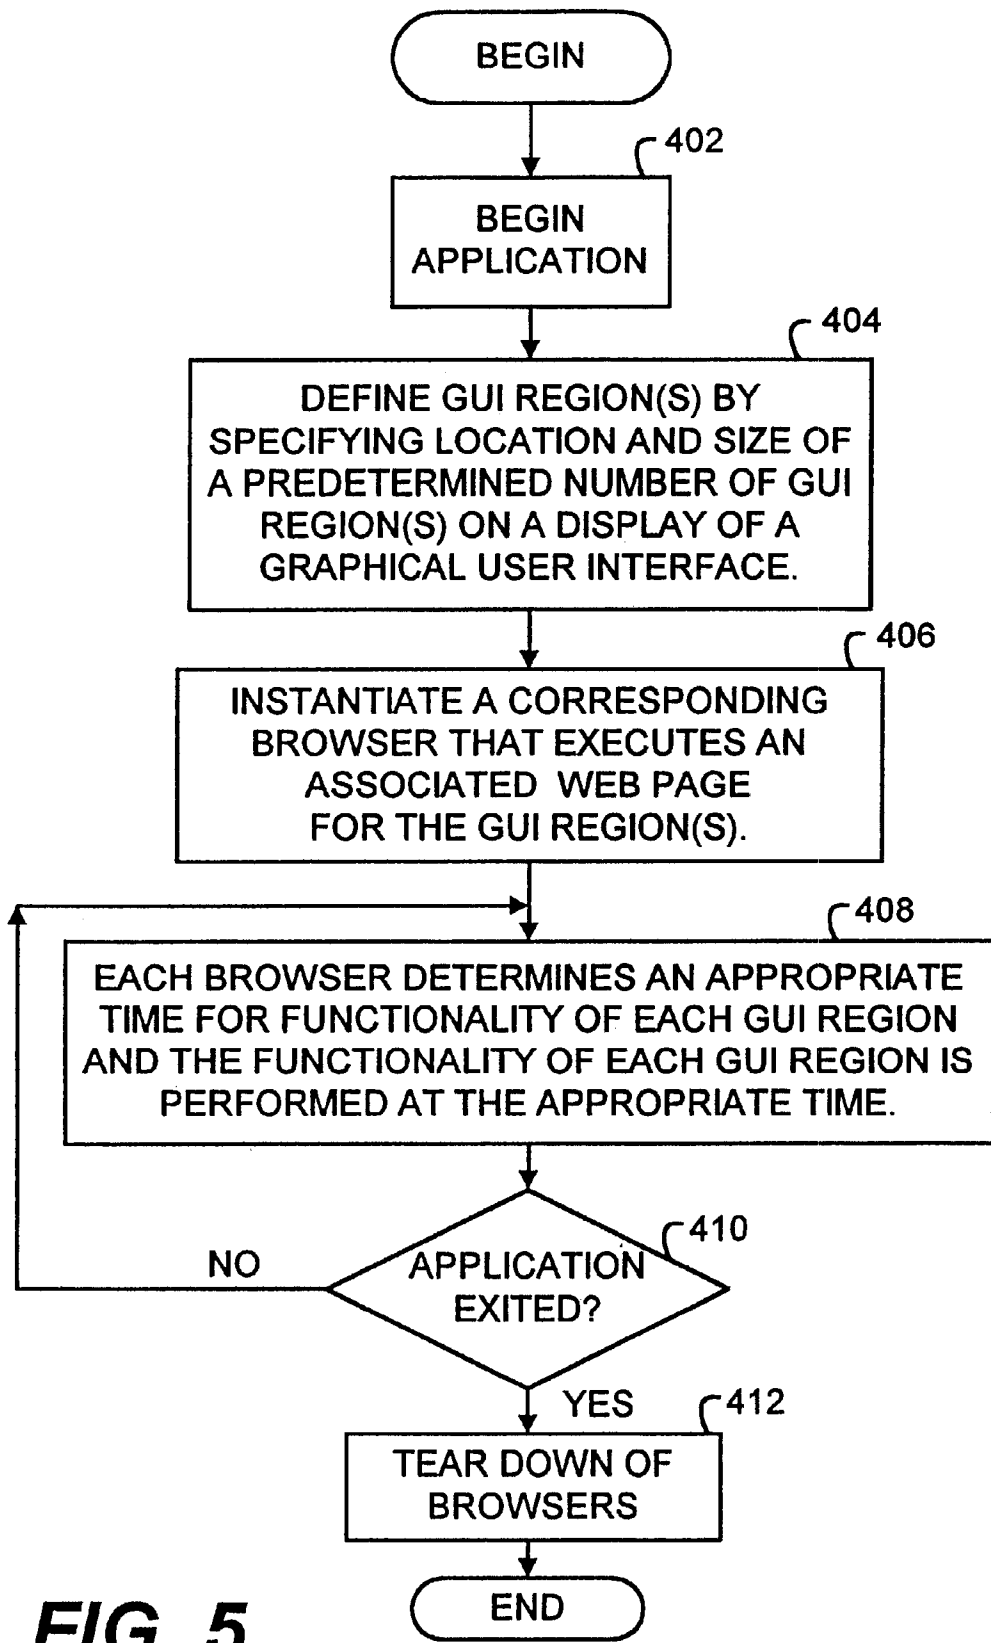 BEGIN
402
BEGIN
APPLICATION
404
DEFINE GUI REGION(S) BY
SPECIFYING LOCATION AND SIZE OF
A PREDETERMINED NUMBER OF GUI
REGION(S) ON A DISPLAY OF A
GRAPHICAL USER INTERFACE.
406
INSTANTIATE A CORRESPONDING
BROWSER THAT EXECUTES AN
ASSOCIATED WEB PAGE
FOR THE GUI REGION(S).
408
EACH BROWSER DETERMINES AN APPROPRIATE
TIME FOR FUNCTIONALITY OF EACH GUI REGION
AND THE FUNCTIONALITY OF EACH GUI REGION IS
PERFORMED AT THE APPROPRIATE TIME.
410
NO
APPLICATION
EXITED?
YES
412
TEAR DOWN OF
BROWSERS
END
FIG. 5